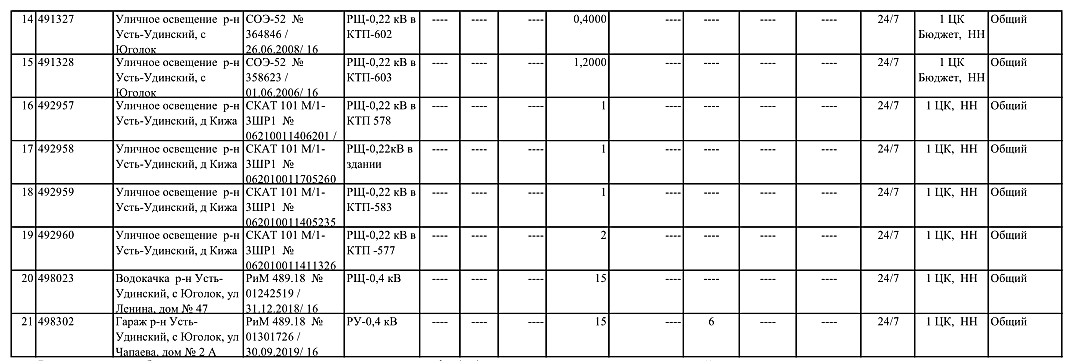 14 491327 Уличное освещение р-н СОЭ-52 № РЩ-0,22 кВ в ---- ---- ---- 0,4000 ---- ---- ---- ---- 24/7 1 ЦК Общий
Усть-Удинский, с 364846 / КТП-602 Бюджет, НН
Юголок 26.06.2008/ 16
15 491328 Уличное освещение р-н СОЭ-52 № РЩ-0,22 кВ в ---- ---- ---- 1,2000 ---- ---- ---- ---- 24/7 1 ЦК Общий
Усть-Удинский, с 358623 / КТП-603 Бюджет, НН
Юголок 01.06.2006/ 16
16 492957 Уличное освещение р-н СКАТ 101 М/1- РЩ-0,22 кВ в ---- ---- ---- 1 ---- ---- ---- ---- 24/7 1 ЦК, НН Общий
Усть-Удинский, д Кижа 3ШР1 № КТП 578
06210011406201 /
17 492958 Уличное освещение р-н СКАТ 101 М/1- РЩ-0,22кВ в ---- ---- ---- 1 ---- ---- ---- ---- 24/7 1 ЦК, НН Общий
Усть-Удинский, д Кижа 3ШР1 № здании
062010011705260
18 492959 Уличное освещение р-н СКАТ 101 М/1- РЩ-0,22 кВ в ---- ---- ---- 1 ---- ---- ---- ---- 24/7 1 ЦК, НН Общий
Усть-Удинский, д Кижа 3ШР1 № КТП-583
062010011405235
19 492960 Уличное освещение р-н СКАТ 101 М/1- РЩ-0,22 кВ в ---- ---- ---- 2 ---- ---- ---- ---- 24/7 1 ЦК, НН Общий
Усть-Удинский, д Кижа 3ШР1 № КТП -577
062010011411326
20 498023 Водокачка р-н Усть- РиМ 489.18 № РЩ-0,4 кВ ---- ---- ---- 15 ---- ---- ---- ---- 24/7 1 ЦК, НН Общий
Удинский, с Юголок, ул 01242519 /
Ленина, дом № 47 31.12.2018/ 16
21 498302 Гараж р-н Усть- РиМ 489.18 № РУ-0,4 кВ ---- ---- ---- 15 ---- 6 ---- ---- 24/7 1 ЦК, НН Общий
Удинский, с Юголок, ул 01301726 /
Чапаева, дом № 2 А 30.09.2019/ 16